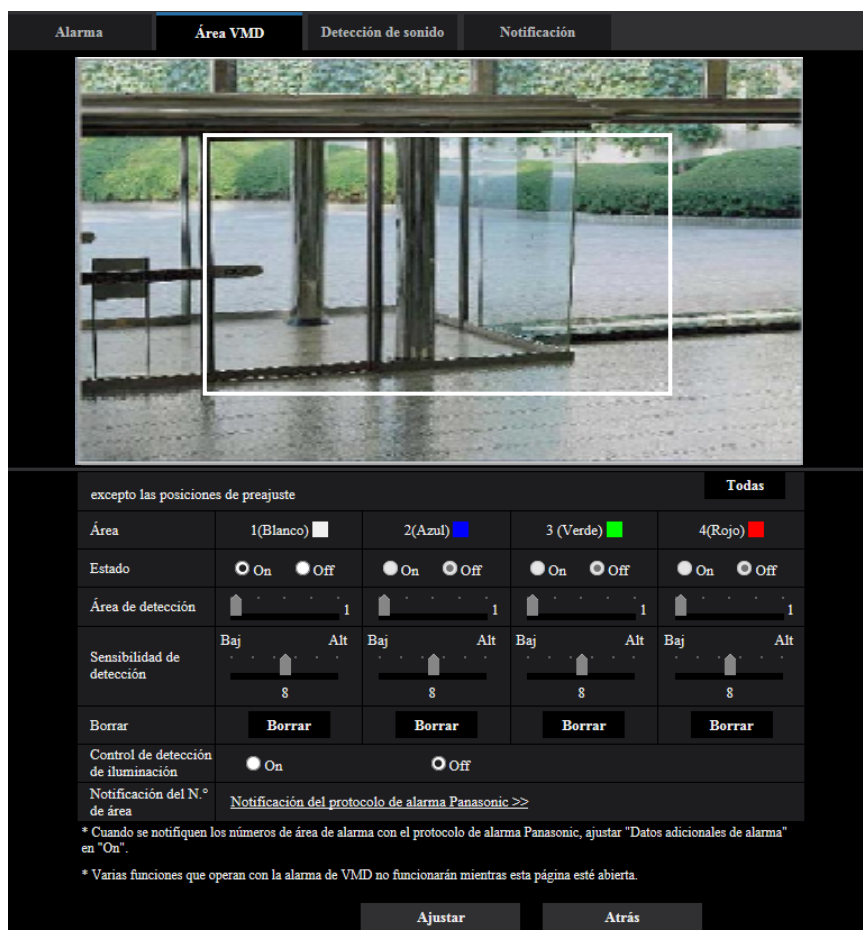 Alarma Área VMD Detección de sonido Notificación
excepto las posiciones de preajuste Todas
Área 1(Blanco) 2(Azul) 3 (Verde) 4(Rojo)
Estado On Off On Off On Off On Off
Área de detección 1 1 1 1
Baj Alt Baj Alt Baj Alt Baj Alt
Sensibilidad de
detección
8 8 8 8
Borrar Borrar Borrar Borrar Borrar
Control de detección
de iluminación On Off
Notificación del N.°
de área Notificación del protocolo de alarma Panasonic >>
* Cuando se notifiquen los números de área de alarma con el protocolo de alarma Panasonic, ajustar "Datos adicionales de alarma"
en "On".
* Varias funciones que operan con la alarma de VMD no funcionarán mientras esta página esté abierta.
Ajustar Atrás